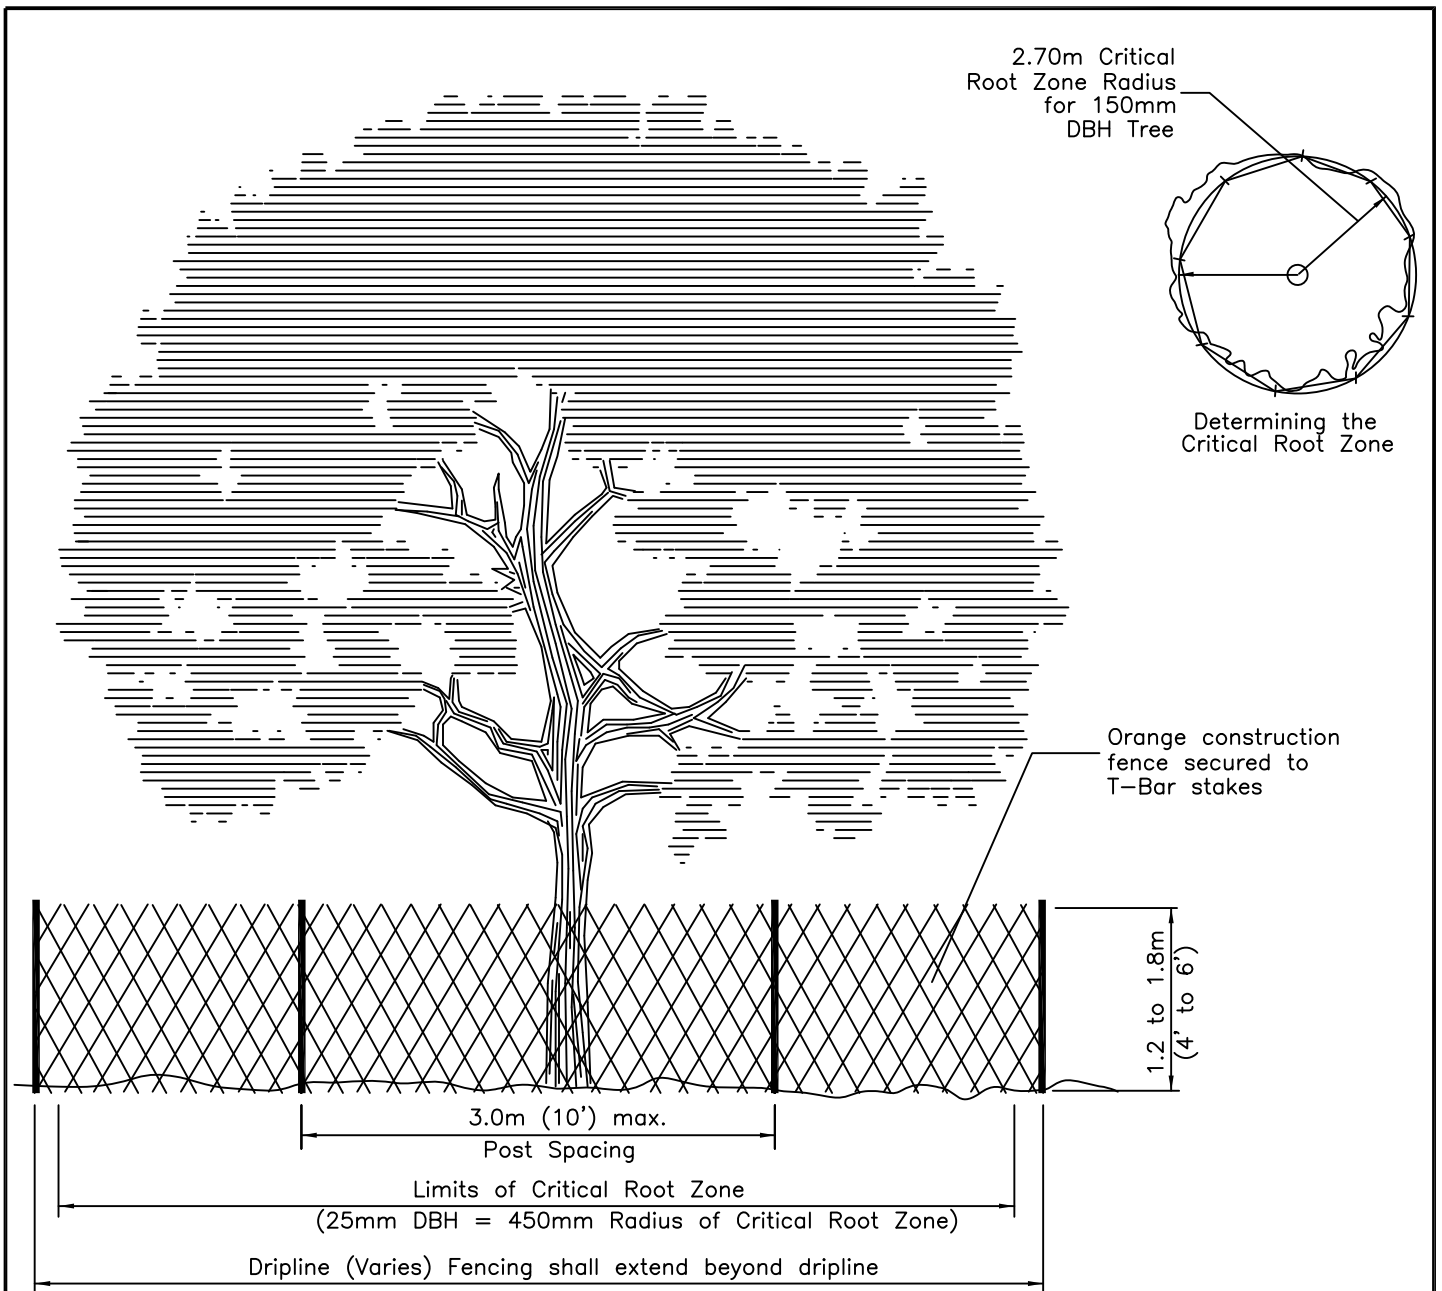 2.70m Critical
Root Zone Radius
for 150mm
DBH Tree
Determining the
Critical Root Zone
Orange construction
fence secured to
T-Bar stakes
1.2 to 1.8m
(4' to 6')
3.0m (10') max.
Post Spacing
Limits of Critical Root Zone
(25mm DBH = 450mm Radius of Critical Root Zone)
Dripline (Varies) Fencing shall extend beyond dripline